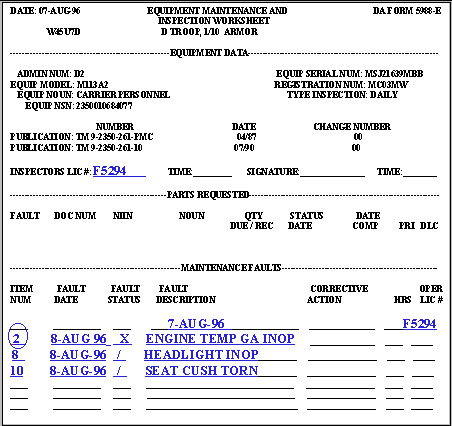 DATE: 07-AUG-96 EQUIPMENT MAINTENANCE AND DA FORM 5988-E
INSPECTION WORKSHEET
W45U7D D TROOP, 1/10 ARMOR
EQUIPMENT DATA
ADMIN NUM: D2 EQUIP SERIAL NUM: MSJ21639MBB
EQUIP MODEL: M113A2 REGISTRATION NUM: MC03MW
EQUIP NOUN: CARRIER PERSONNEL TYPE INSPECTION: DAILY
EQUIP NSN: 2350010684077
NUMBER DATE CHANGE NUMBER
PUBLICATION: TM 9-2350-261-PMC 04/87 00
PUBLICATION: TM 9-2350-261-10 07/90 00
INSPECTORS LIC #: F5294 TIME: SIGNATURE: TIME:
PARTS REQUESTED
FAULT DOC NUM NIIN NOUN QTY STATUS DATE
DUE / REC DATE COMP PRI DLC
MAINTENANCE FAULTS
ITEM FAULT FAULT FAULT CORRECTIVE OPER
NUM DATE STATUS DESCRIPTION ACTION HRS LIC #
7-AUG-96 F5294
2 8-AUG 96 X ENGINE TEMP GA INOP
8 8-AUG-96 / HEADLIGHT INOP
10 8-AUG-96 / SEAT CUSH TORN